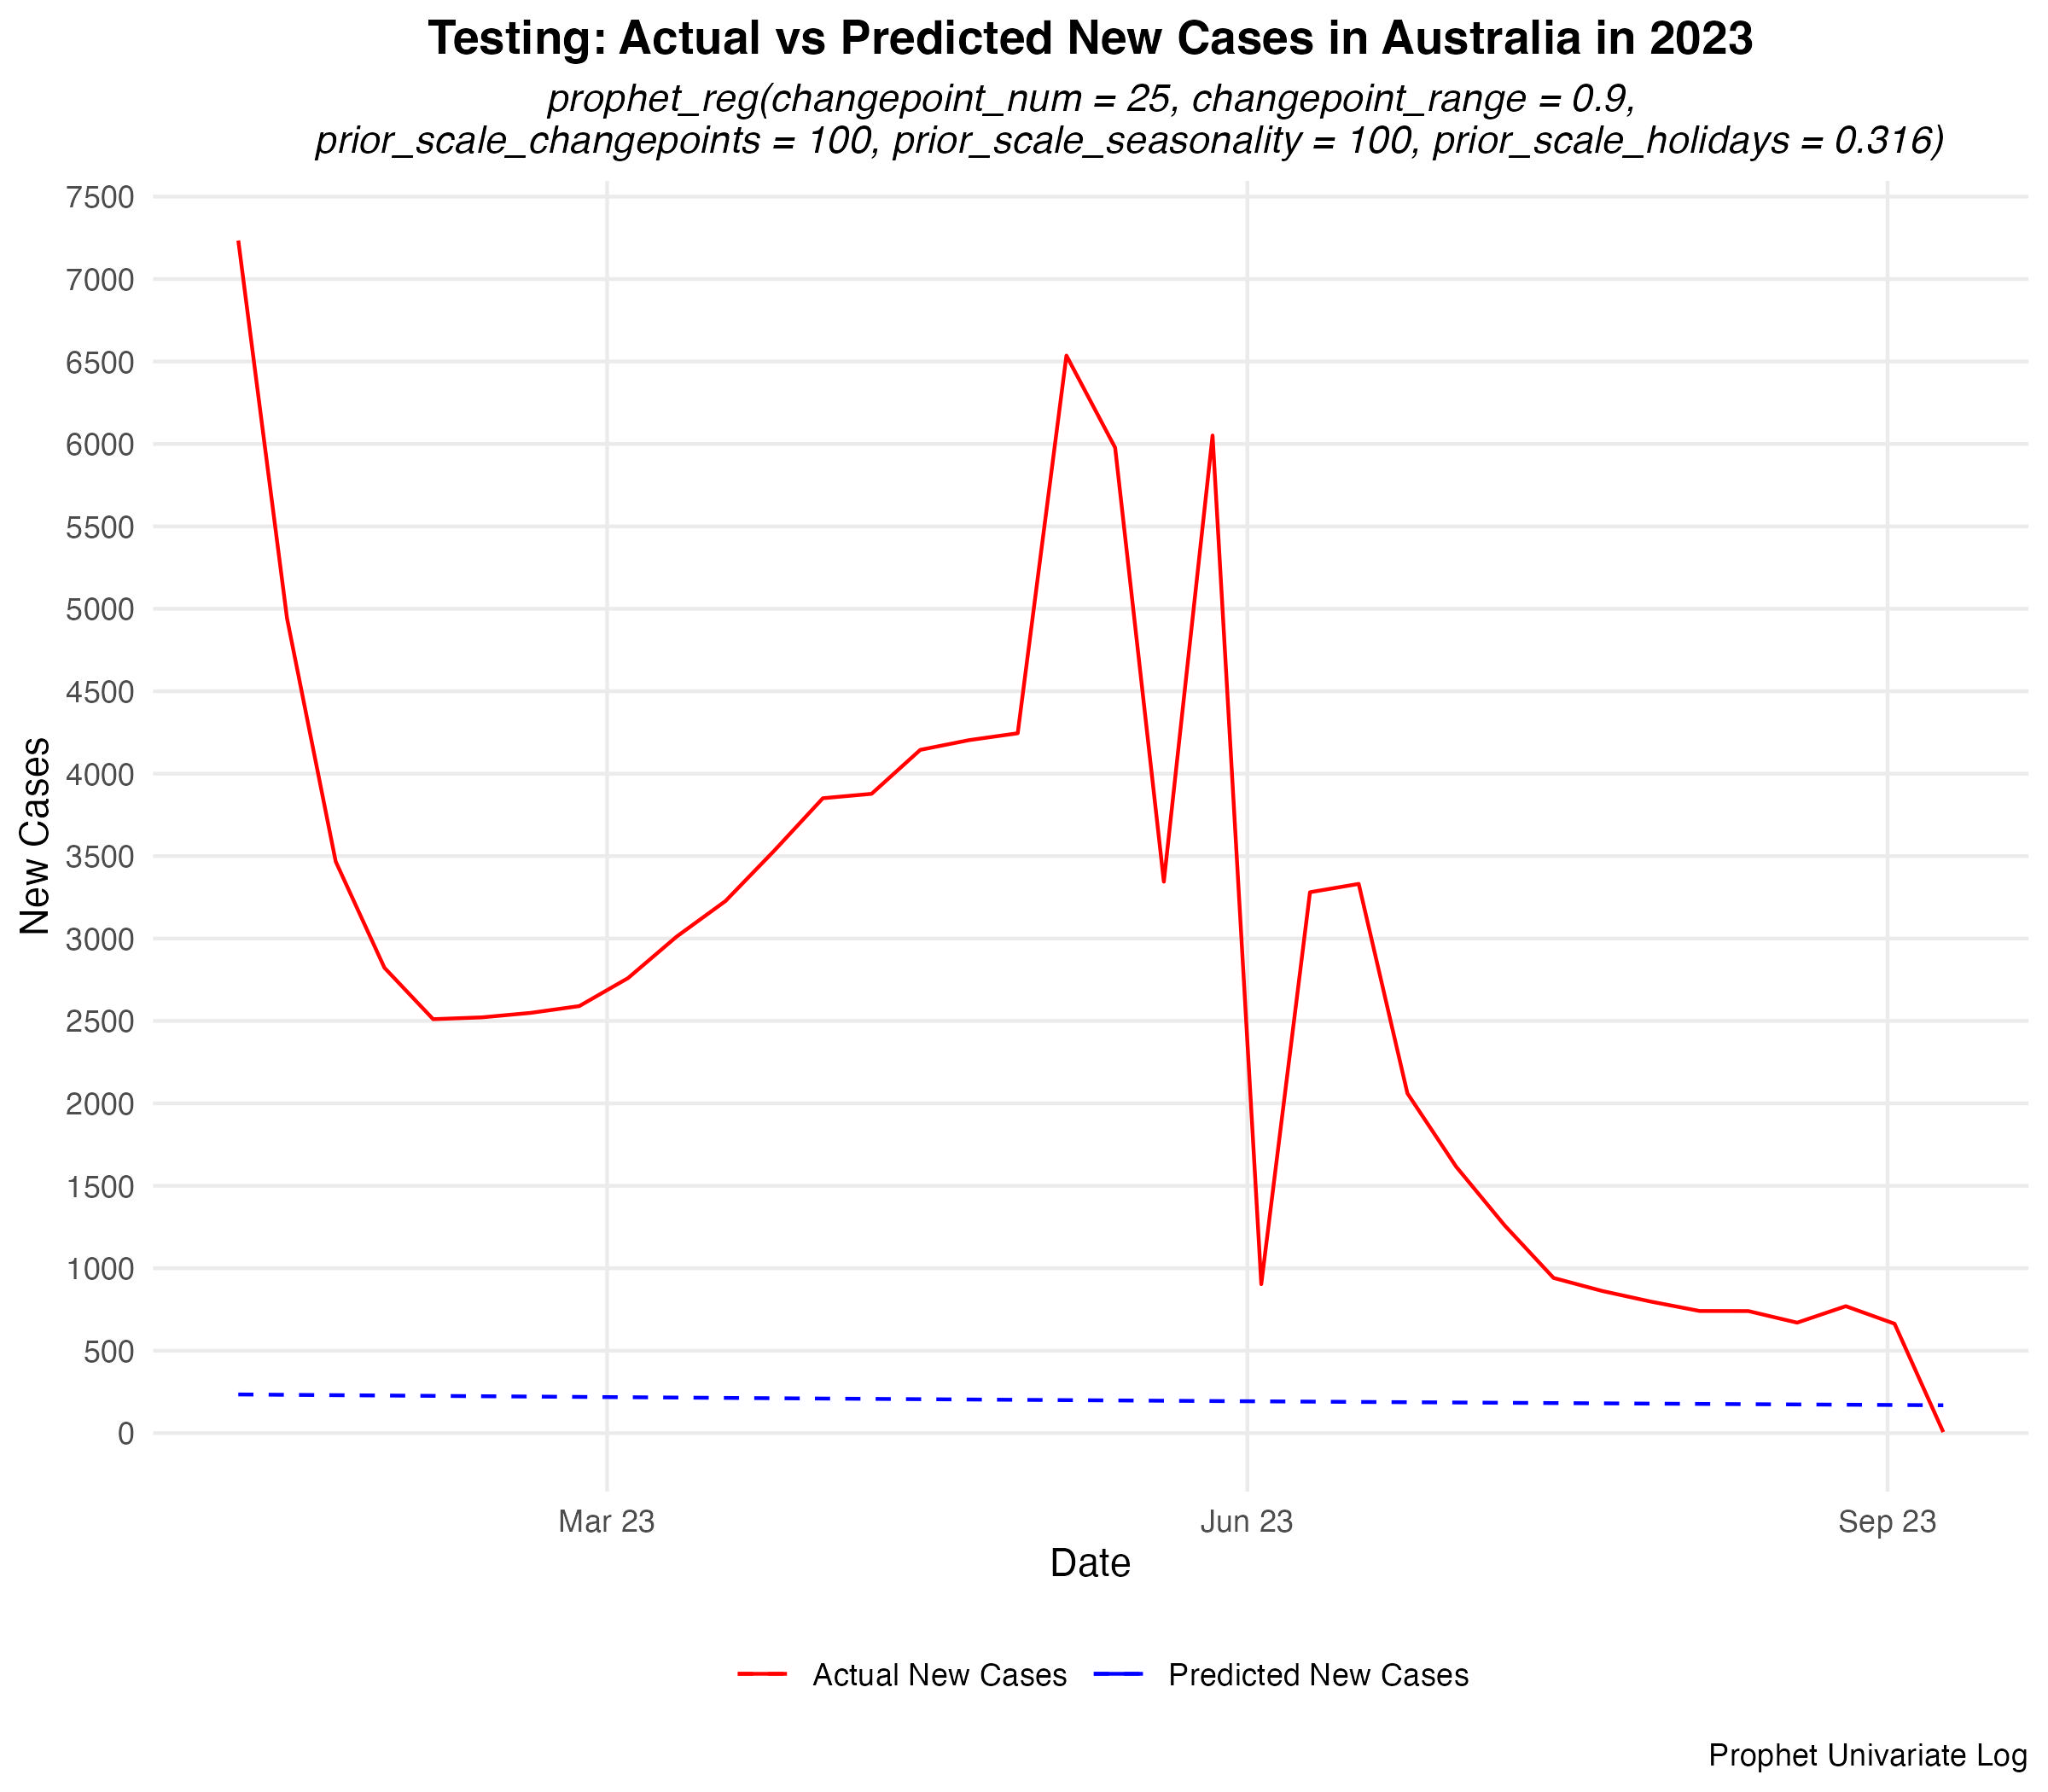 Testing: Actual vs Predicted New Cases in Australia in 2023
prophet_reg(changepoint_num = 25, changepoint_range = 0.9,
prior_scale_changepoints = 100, prior_scale_seasonality = 100, prior_scale_holidays = 0.316)
7500
7000
6500
6000
5500
5000
4500
4000
3500
3000
2500
2000
1500
1000
500
0
New Cases
Mar 23
Jun 23
Sep 23
Date
Actual New Cases
Predicted New Cases
Prophet Univariate Log